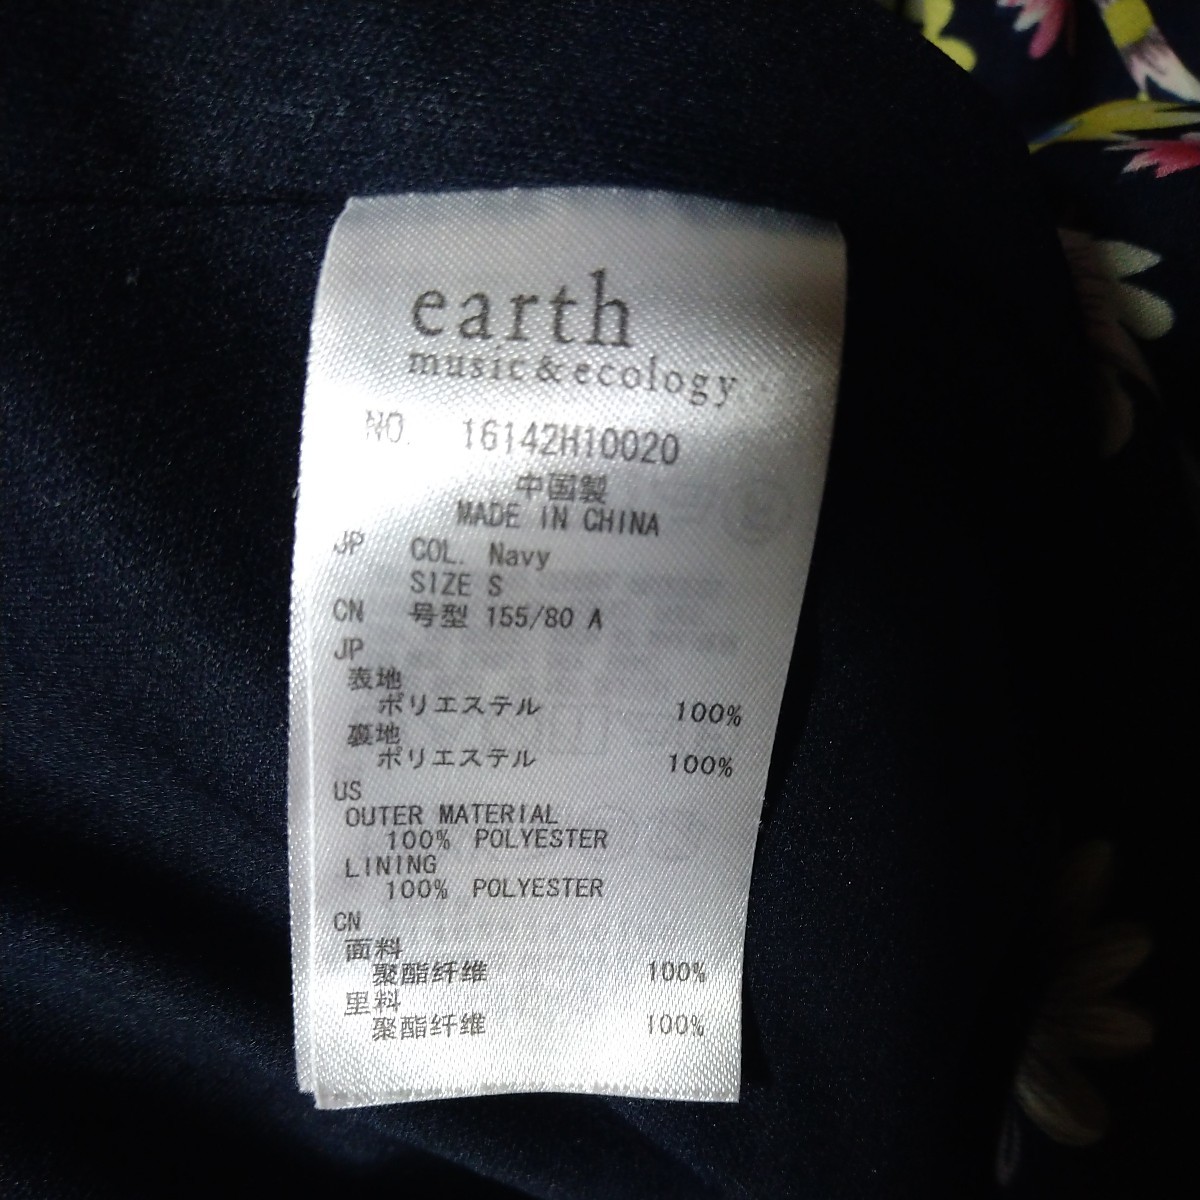 earth
music&ecology
NO. 16142H10020
中国製
MADE IN CHINA
JP COL. Navy
SIZE S
CN 号型 155/80 A
JP
表地
ポリエステル 100%
裏地
ポリエステル 100%
US
OUTER MATERIAL
100% POLYESTER
LINING
100% POLYESTER
CN
面料
聚酯纤维 100%
里料
聚酯纤维 100%